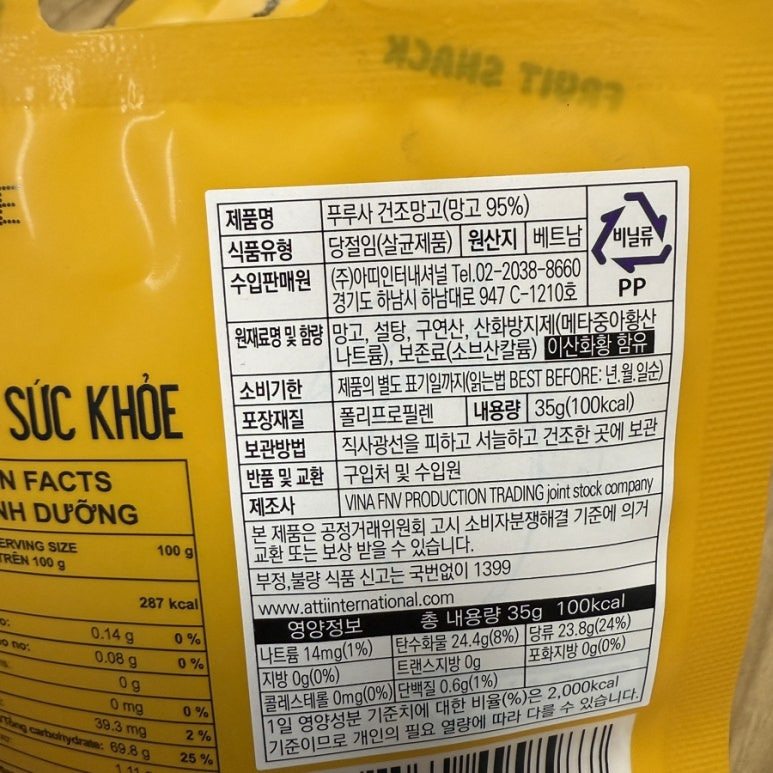 FRUIT SNACK
제품명 푸루사 건조망고(망고 95%)
식품유형 당절임(살균제품) 원산지 베트남
비닐류
PP
수입판매원 (주)아띠인터내셔널 Tel.02-2038-8660
경기도 하남시 하남대로 947 C-1210호
원재료명 및 함량 망고, 설탕, 구연산, 산화방지제(메타중아황산
나트륨), 보존료(소브산칼륨) 이산화황 함유
소비기한 제품의 별도 표기일까지(읽는법 BEST BEFORE: 년.월.일순)
포장재질 폴리프로필렌 내용량 35g(100kcal)
보관방법 직사광선을 피하고 서늘하고 건조한 곳에 보관
반품 및 교환 구입처 및 수입원
제조사 VINA FNV PRODUCTION TRADING joint stock company
본 제품은 공정거래위원회 고시 소비자분쟁해결 기준에 의거
교환 또는 보상 받을 수 있습니다.
부정,불량 식품 신고는 국번없이 1399
www.attiinternational.com
영양정보 총 내용량 35g 100kcal
나트륨 14mg(1%) 탄수화물 24.4g(8%) 당류 23.8g(24%)
지방 0g(0%) 트랜스지방 0g 포화지방 0g(0%)
콜레스테롤 0mg(0%) 단백질 0.6g(1%)
1일 영양성분 기준치에 대한 비율(%)은 2,000kcal
기준이므로 개인의 필요 열량에 따라 다를 수 있습니다.
SỨC KHỎE
N FACTS
NH DƯỠNG
ERVING SIZE 100 g
TRÊN 100 g
287 kcal
0.14 g 0 %
no: 0.08 g 0 %
0 g
0 mg 0 %
39.3 mg 2 %
Tổng carbohydrate: 69.8 g 25 %